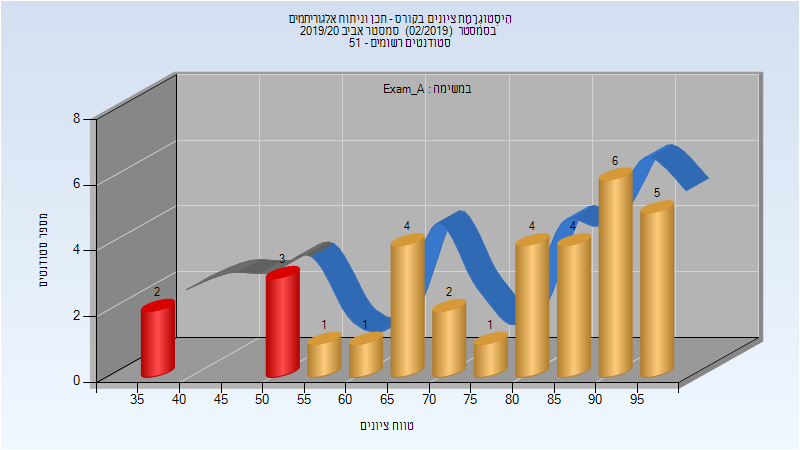 היסטוגרמת ציונים בקורס - תכן וניתוח אלגוריתמים
בסמסטר (02/2019) סמסטר אביב 2019/20
סטודנטים רשומים - 51
במשימה : Exam_A
מספר סטודנטים
8
6
4
2
0
2
3
1
1
4
2
1
4
4
6
5
35 40 45 50 55 60 65 70 75 80 85 90 95
טווח ציונים